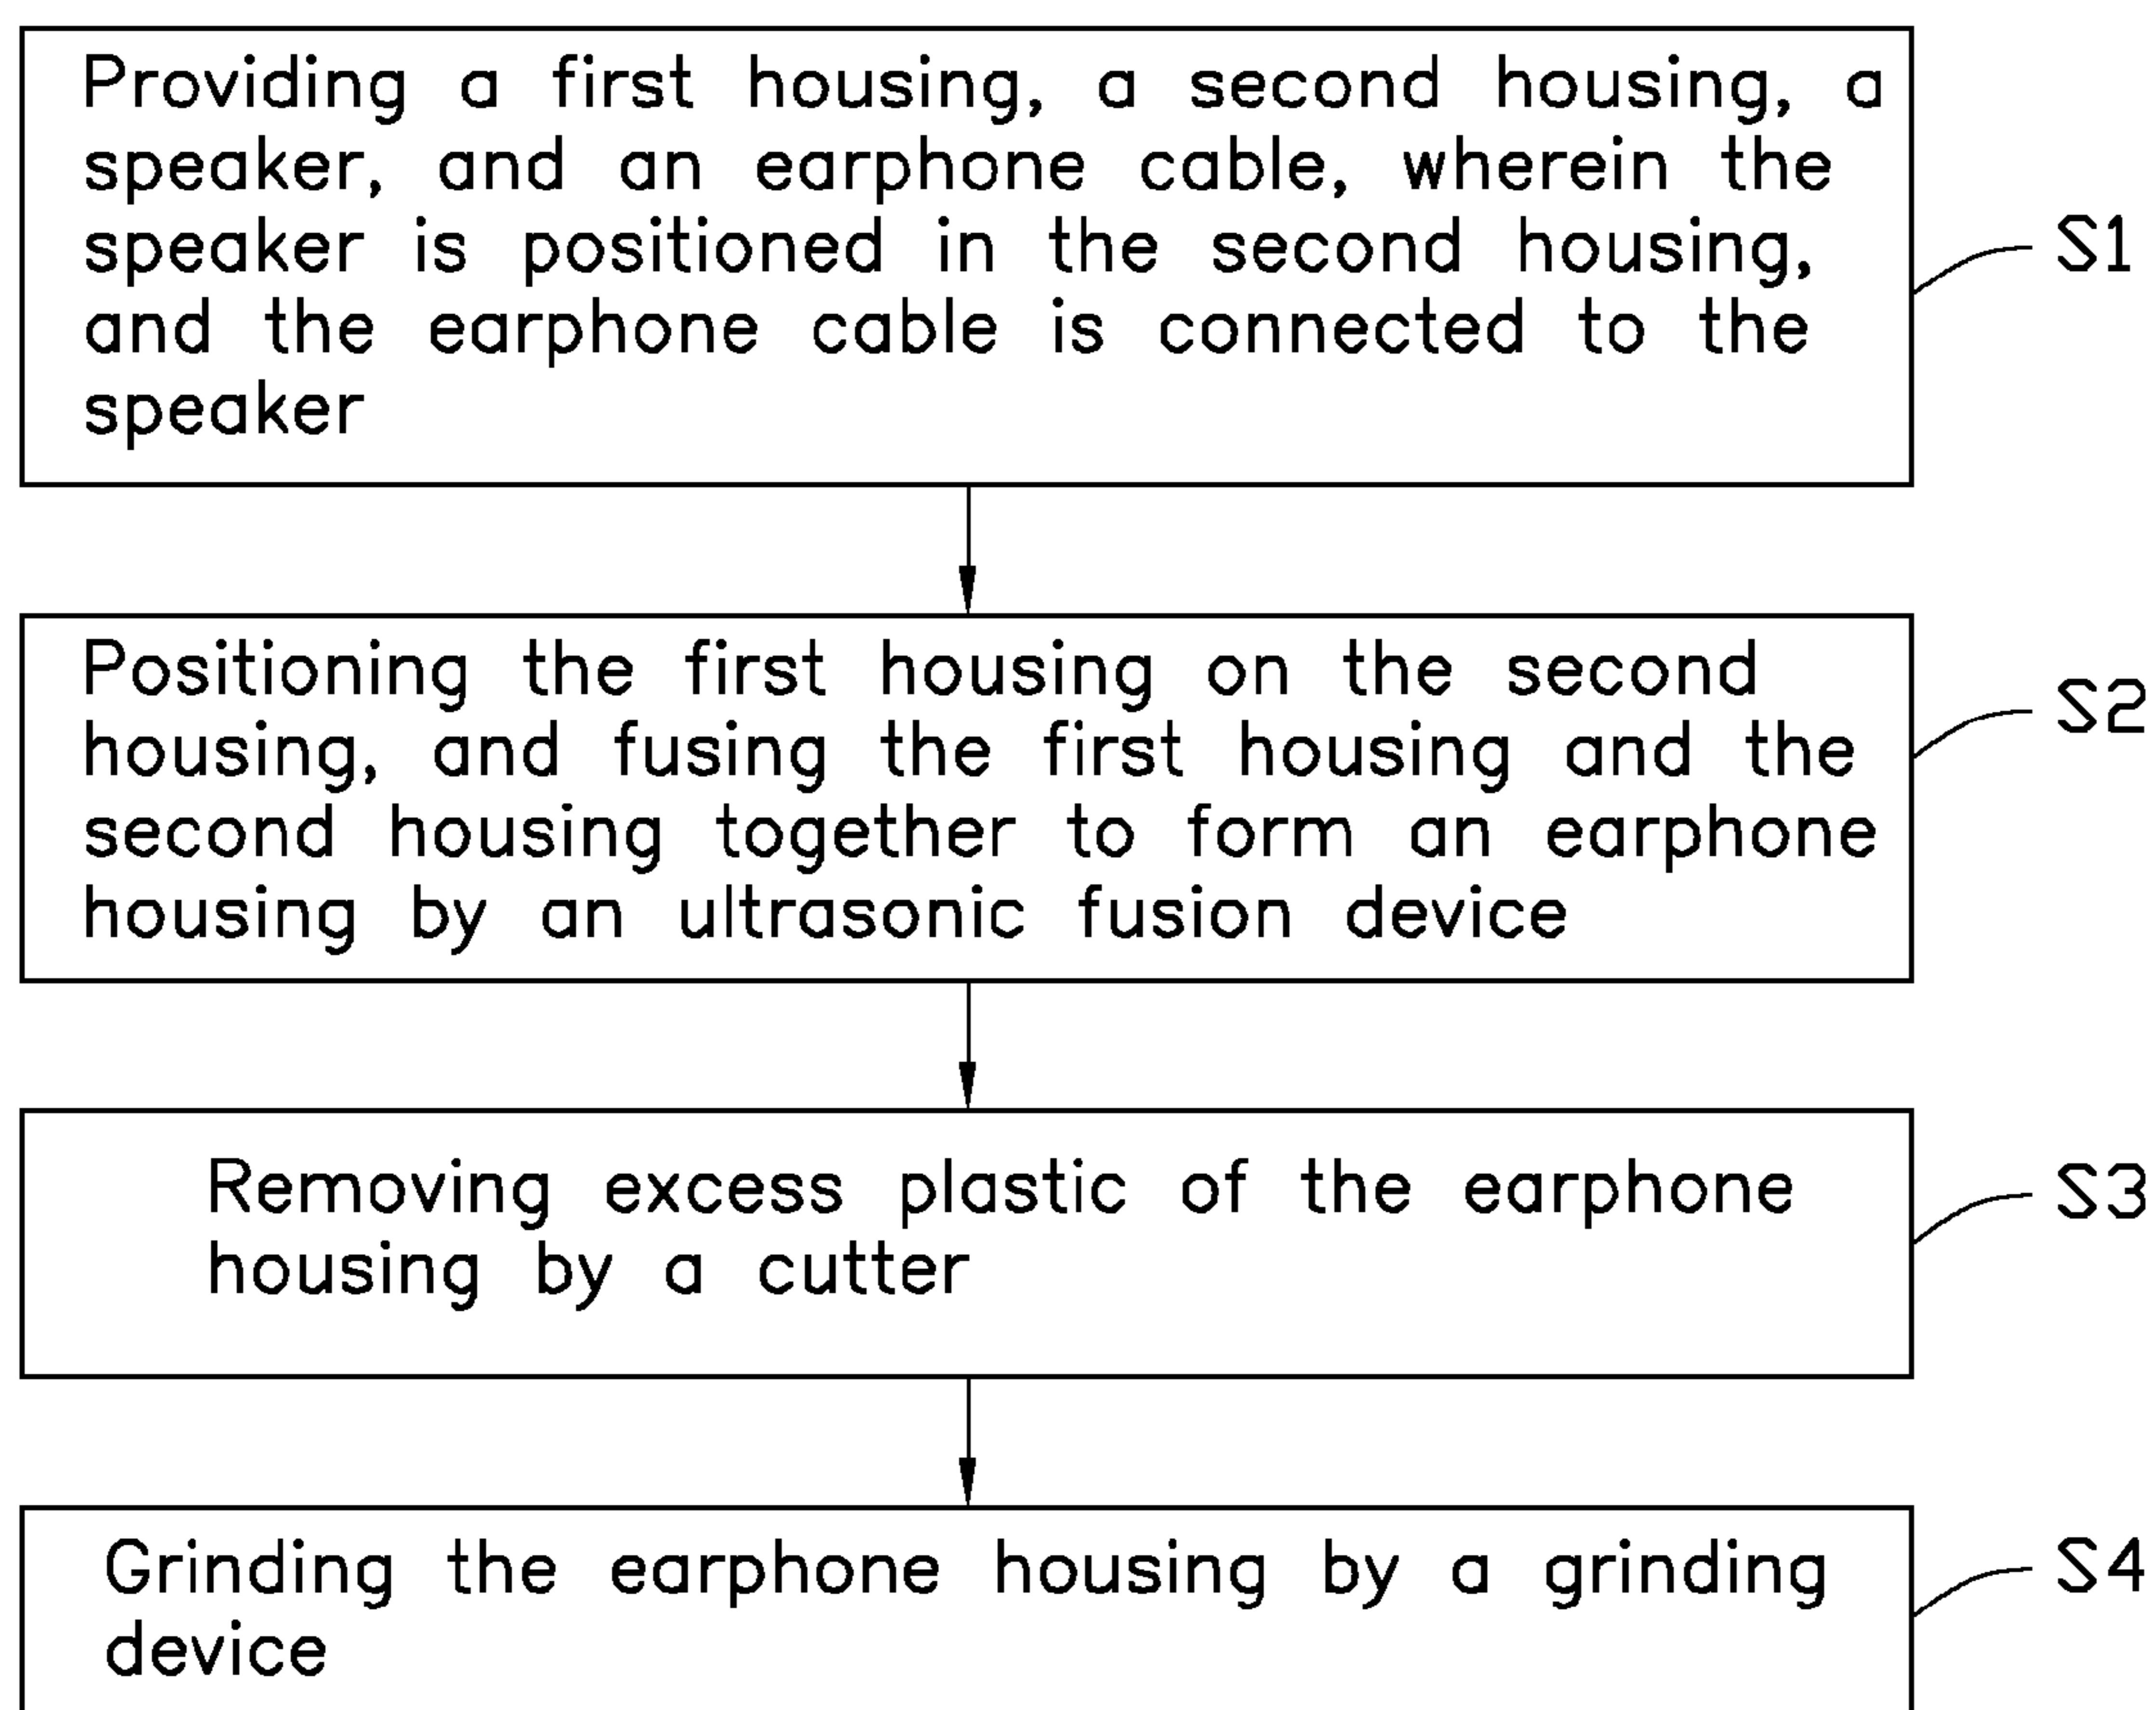 Providing a first housing, a second housing, a
speaker, and an earphone cable, wherein the
speaker is positioned in the second housing,
and the earphone cable is connected to the
speaker
S1
Positioning the first housing on the second
housing, and fusing the first housing and the
second housing together to form an earphone
housing by an ultrasonic fusion device
S2
Removing excess plastic of the earphone
housing by a cutter
S3
Grinding the earphone housing by a grinding
device
S4